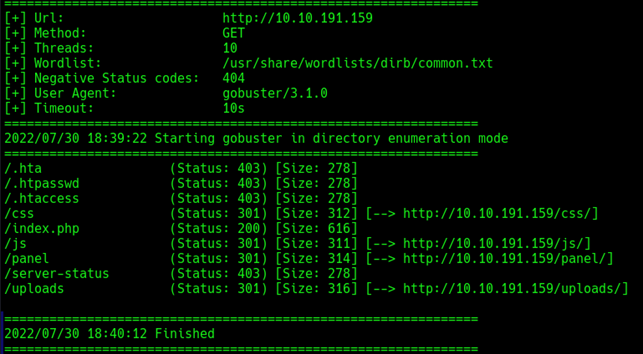 ===============================================================
[+] Url:                     http://10.10.191.159
[+] Method:                  GET
[+] Threads:                 10
[+] Wordlist:                /usr/share/wordlists/dirb/common.txt
[+] Negative Status codes:   404
[+] User Agent:              gobuster/3.1.0
[+] Timeout:                 10s
===============================================================
2022/07/30 18:39:22 Starting gobuster in directory enumeration mode
===============================================================
/.hta                 (Status: 403) [Size: 278]
/.htpasswd            (Status: 403) [Size: 278]
/.htaccess            (Status: 403) [Size: 278]
/css                  (Status: 301) [Size: 312] [--> http://10.10.191.159/css/]
/index.php            (Status: 200) [Size: 616]
/js                   (Status: 301) [Size: 311] [--> http://10.10.191.159/js/]
/panel                (Status: 301) [Size: 314] [--> http://10.10.191.159/panel/]
/server-status        (Status: 403) [Size: 278]
/uploads              (Status: 301) [Size: 316] [--> http://10.10.191.159/uploads/]
===============================================================
2022/07/30 18:40:12 Finished
===============================================================